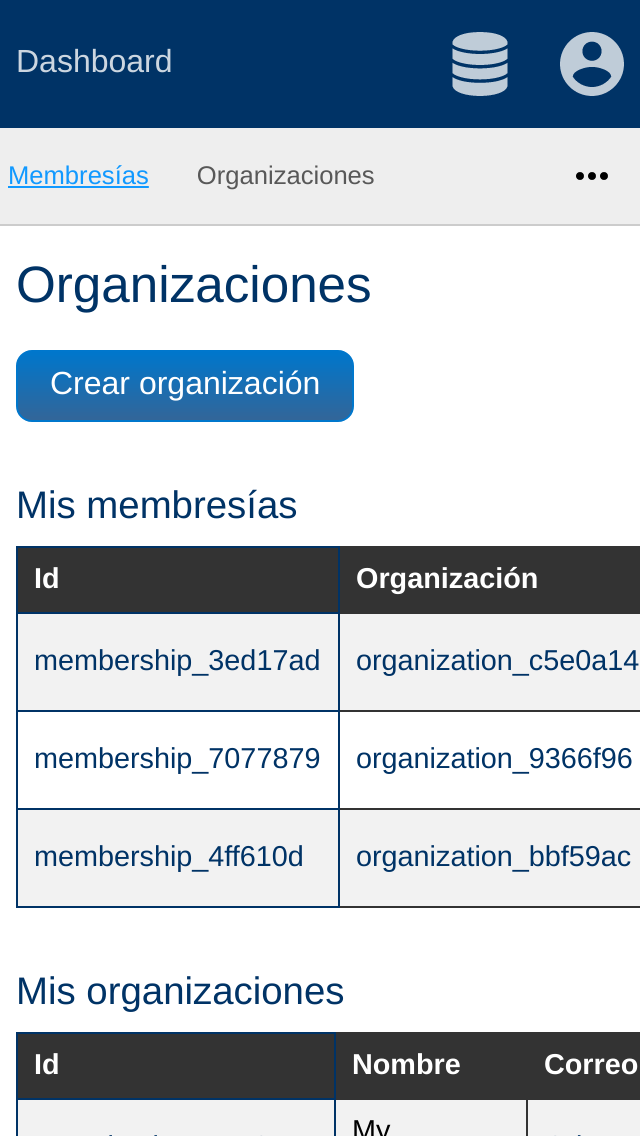 Dashboard
Membresías Organizaciones
Organizaciones
Crear organización
Mis membresías
Id Organización
membership_3ed17ad organization_c5e0a14
membership_7077879 organization_9366f96
membership_4ff610d organization_bbf59ac
Mis organizaciones
Id Nombre Correo
My